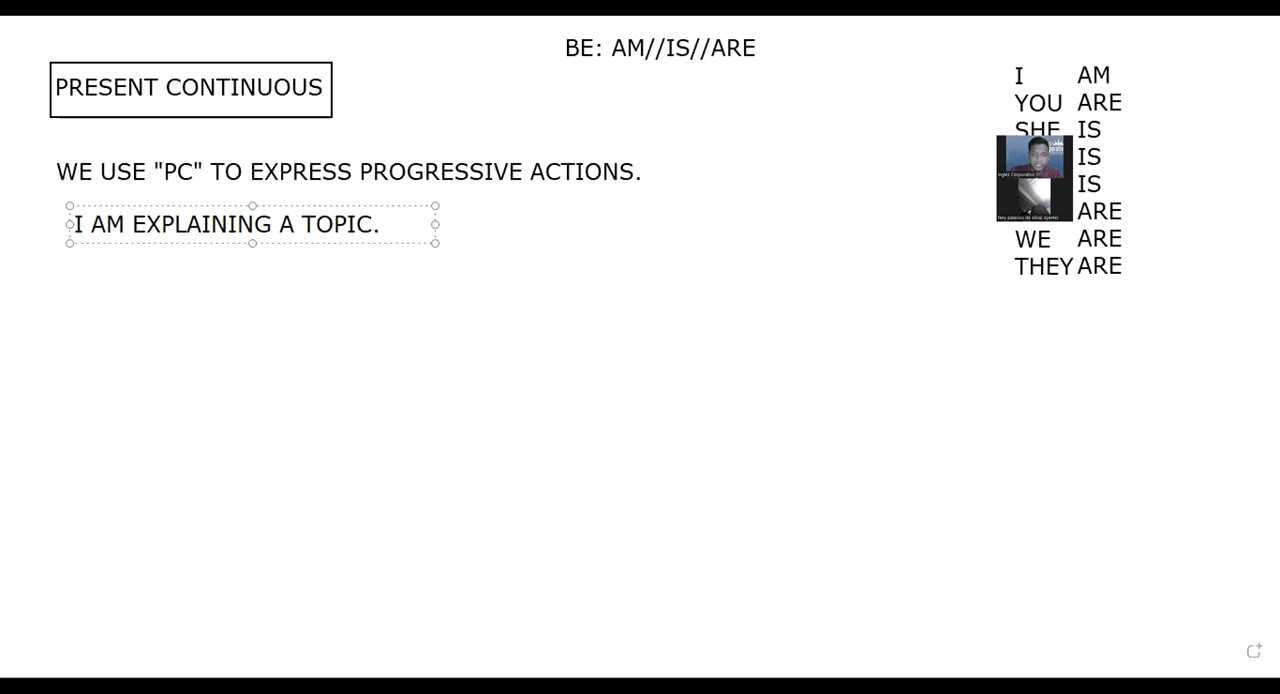 BE: AM//IS//ARE
PRESENT CONTINUOUS
I AM
YOU ARE
SHE IS
IS
IS
ARE
WE ARE
THEY ARE
WE USE "PC" TO EXPRESS PROGRESSIVE ACTIONS.
I AM EXPLAINING A TOPIC.